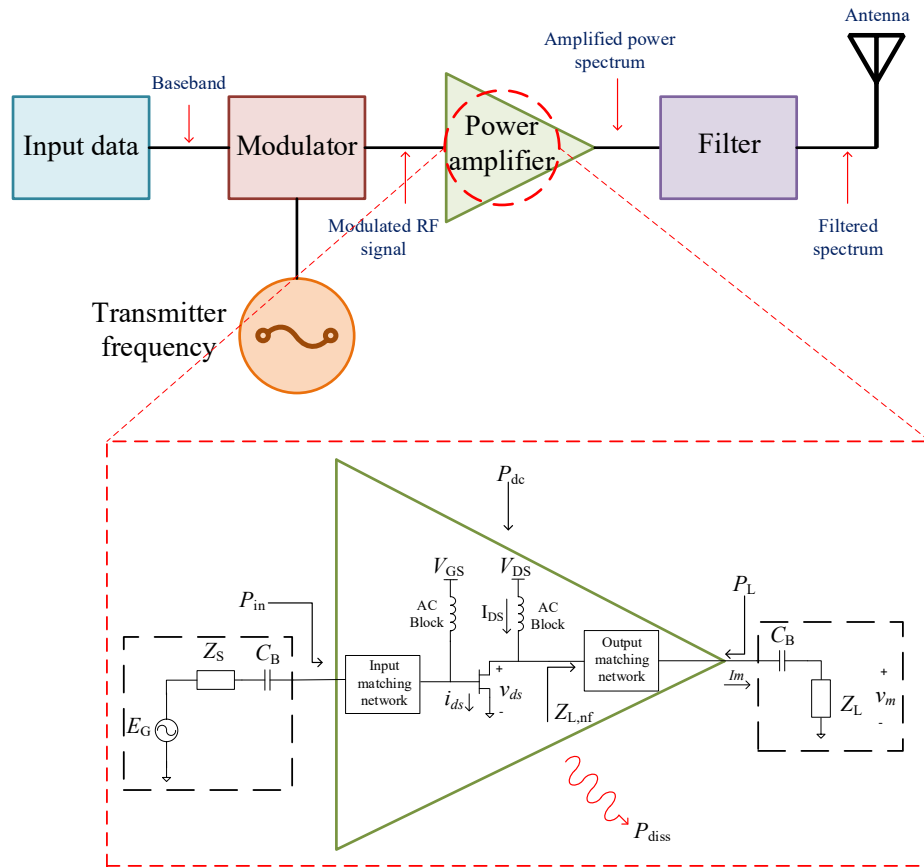 Antenna
Amplified power
spectrum
Baseband
Input data
Modulator
Power
amplifier
Filter
Modulated RF
signal
Filtered
spectrum
Transmitter
frequency
P_dc
V_GS
V_DS
P_in
AC
Block
I_DS
AC
Block
P_L
Z_S
C_B
Input
matching
network
Output
matching
network
C_B
i_ds
+
v_ds
-
Z_L,nf
Im
Z_L
+
v_m
-
E_G
P_diss